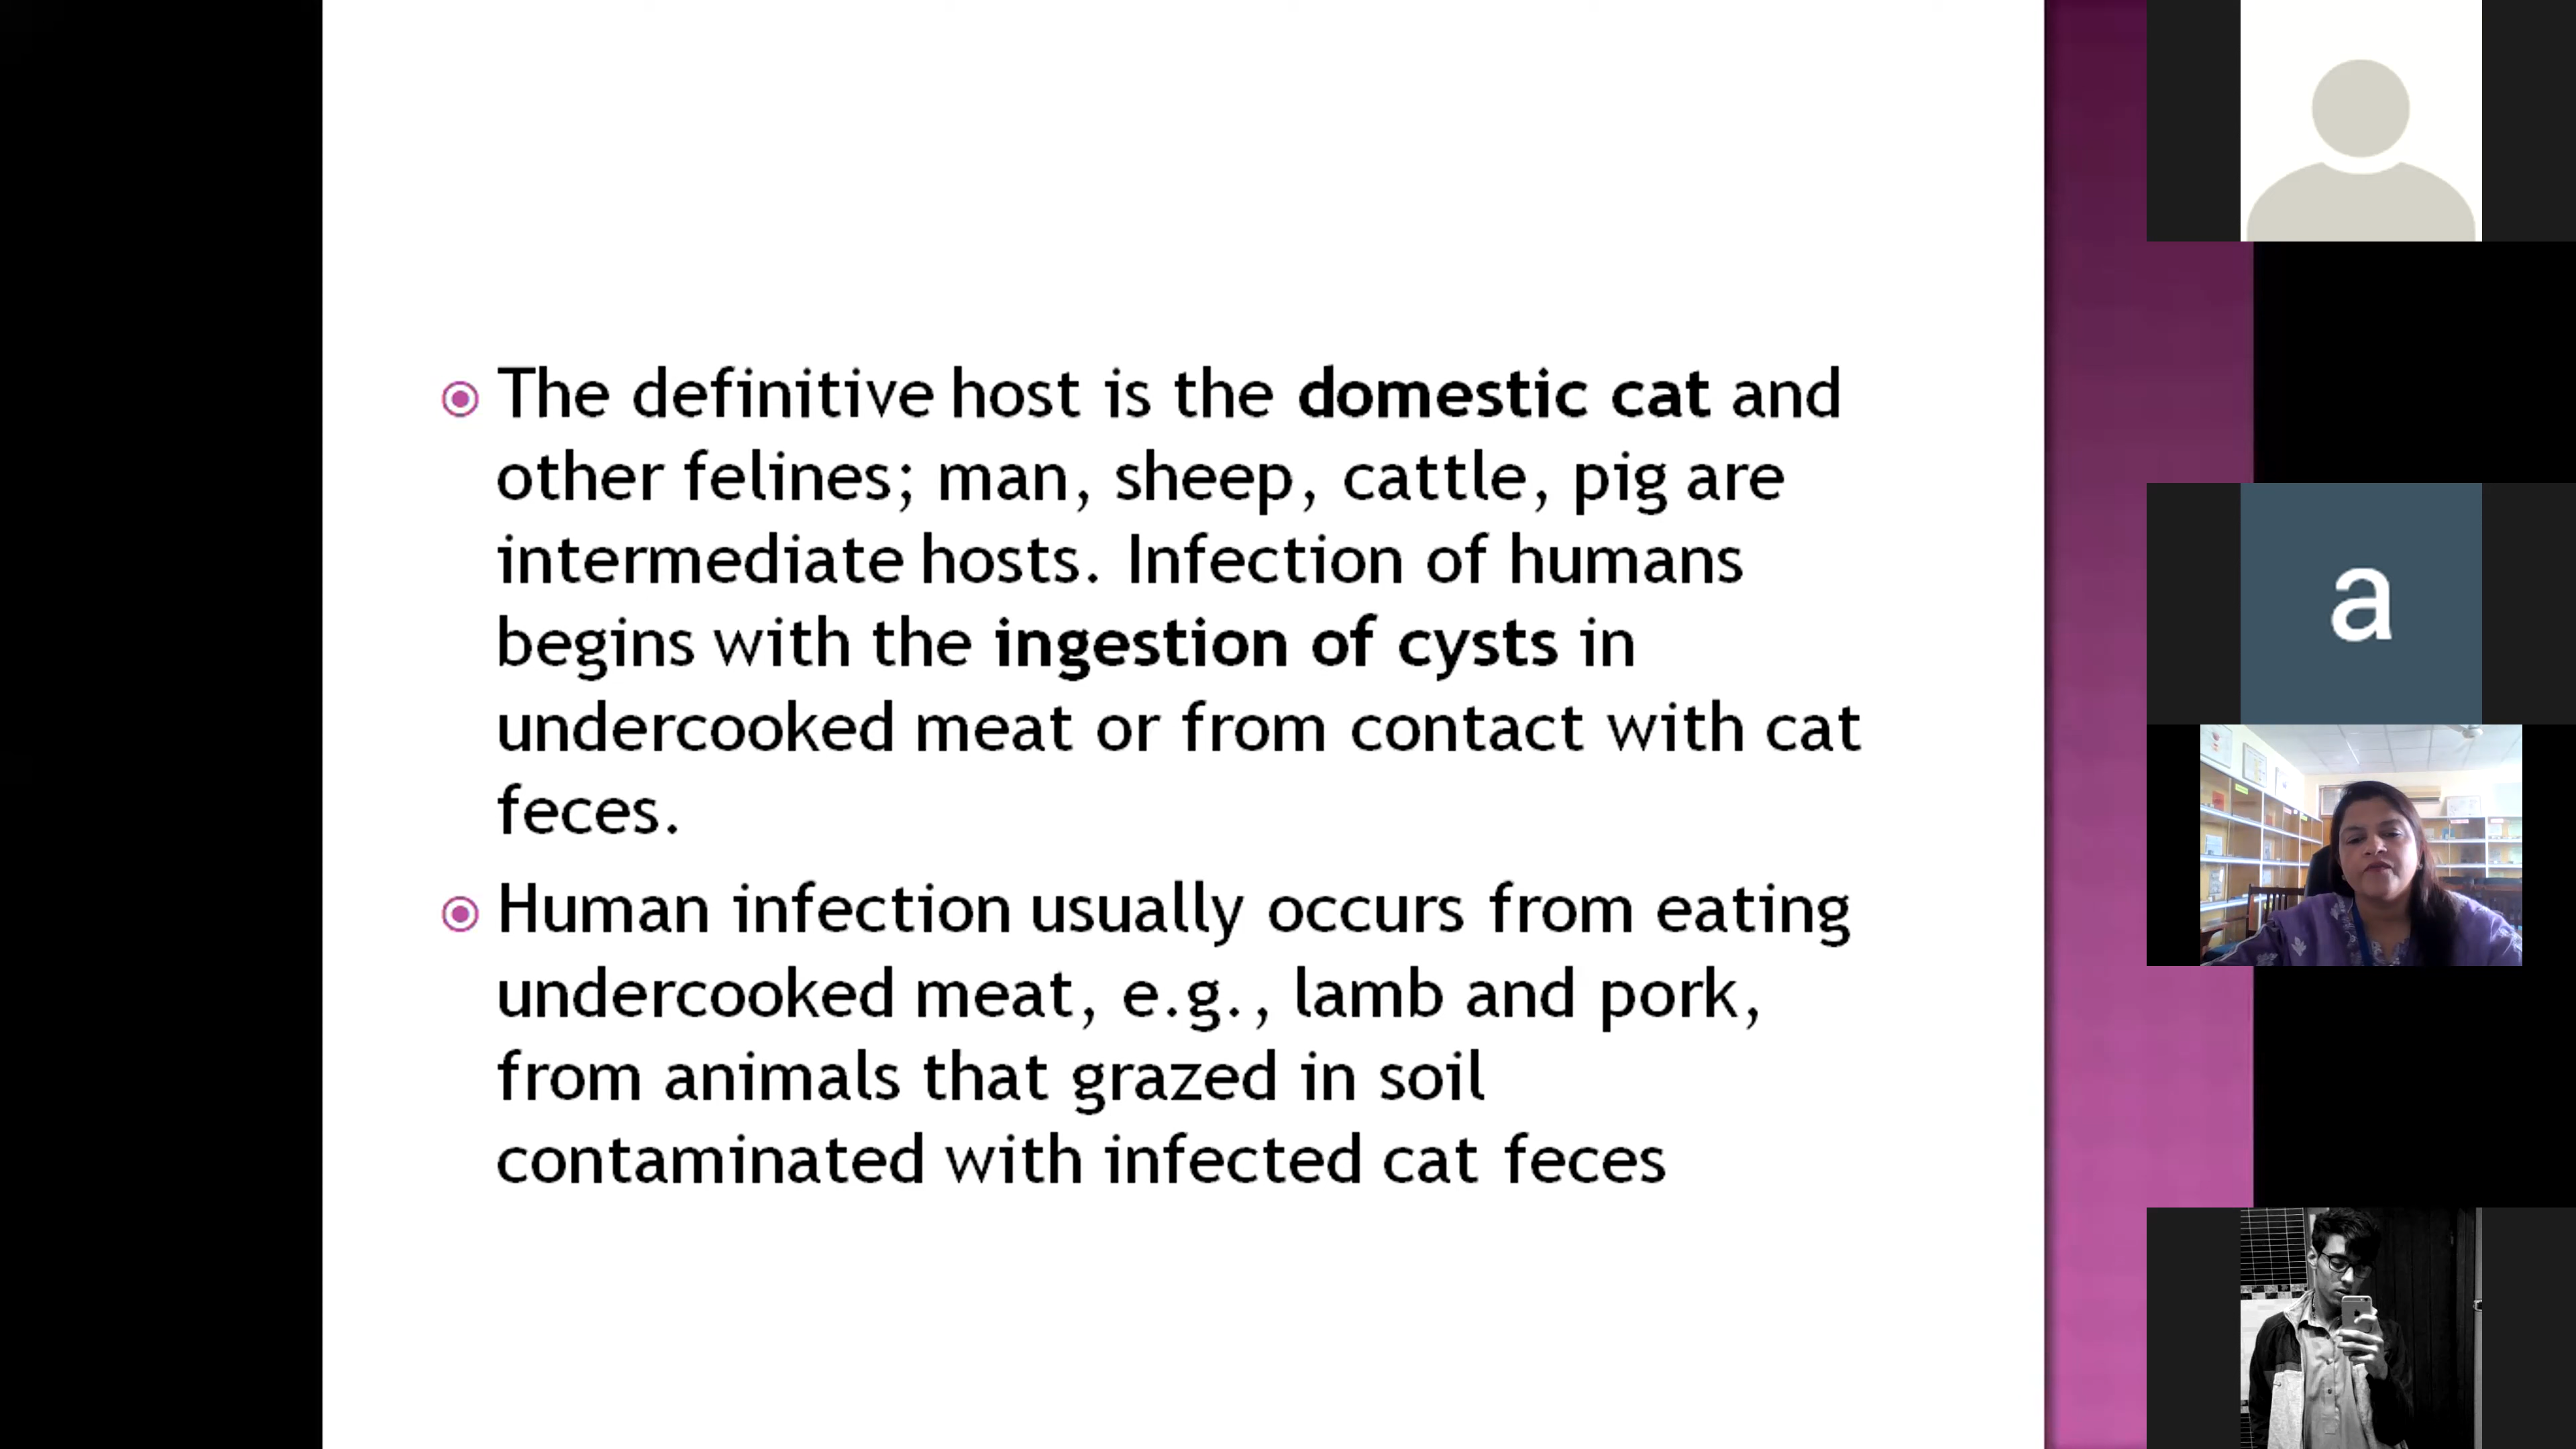 The definitive host is the domestic cat and
other felines; man, sheep, cattle, pig are
intermediate hosts. Infection of humans
begins with the ingestion of cysts in
undercooked meat or from contact with cat
feces.
Human infection usually occurs from eating
undercooked meat, e.g., lamb and pork,
from animals that grazed in soil
contaminated with infected cat feces
a